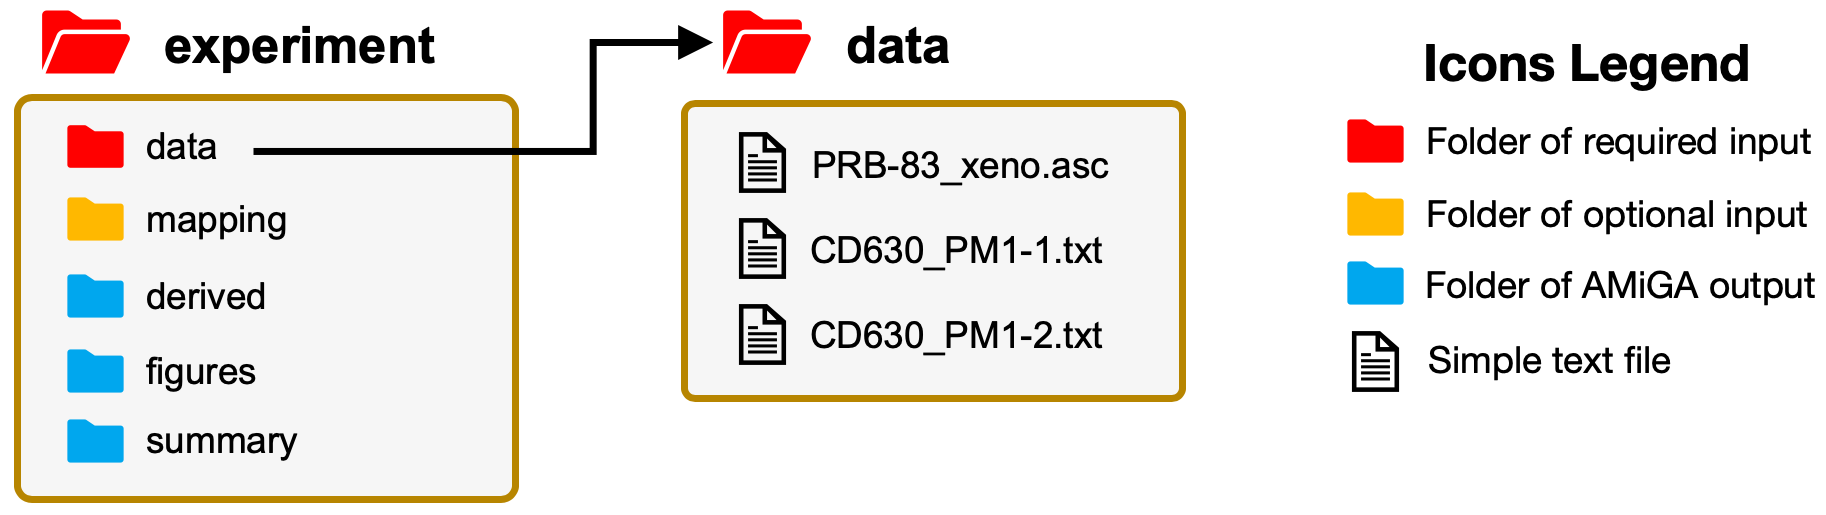 experiment
data
mapping
derived
figures
summary
data
PRB-83_xeno.asc
CD630_PM1-1.txt
CD630_PM1-2.txt
Icons Legend
Folder of required input
Folder of optional input
Folder of AMiGA output
Simple text file